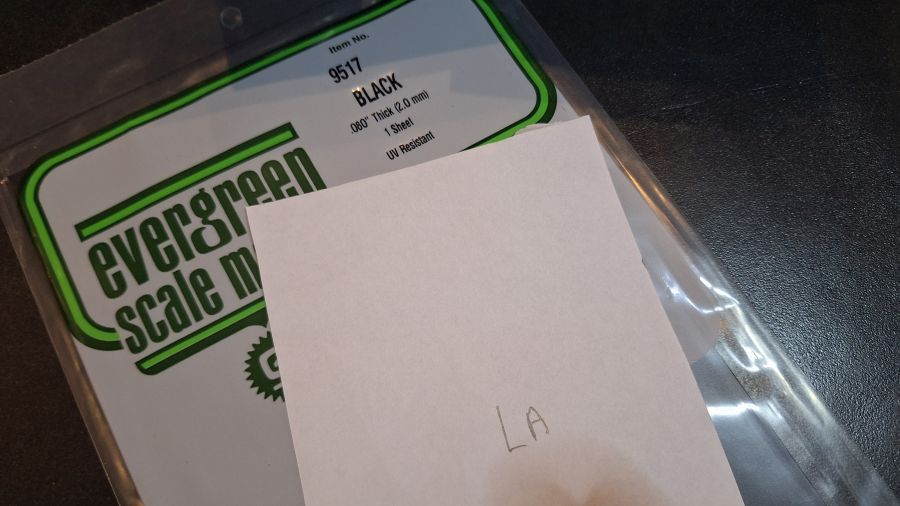 Item No.
9517
BLACK
.080" Thick (2.0 mm)
1 Sheet
UV Resistant
evergreen
scale m
G
LA